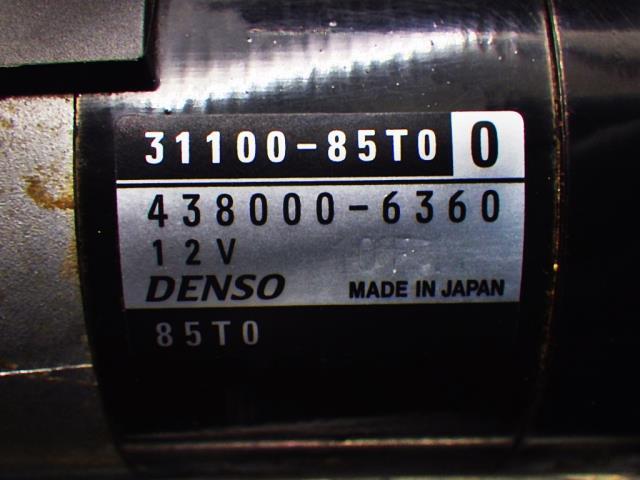 31100-85T0 0
438000-6360
12V
DENSO MADE IN JAPAN
85T0